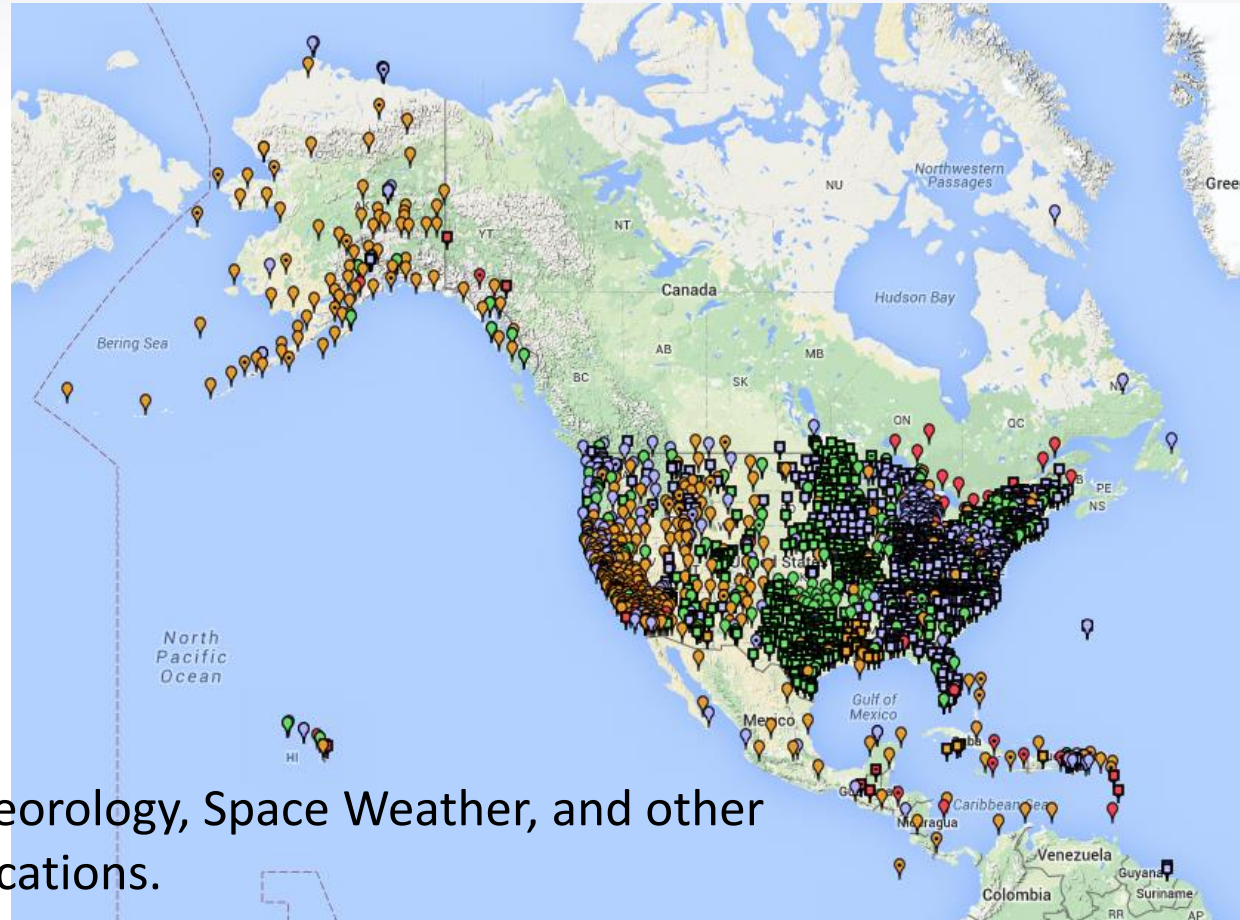 Northwestern
Passages
NU
Gree
NT
YT
Canada
Hudson Bay
Bering Sea
AB
MB
BC
SK
ON
QC
PE
NS
North
Pacific
Ocean
Gulf of
Mexico
Mexico
HI
eorology, Space Weather, and other
Caribbean Sea
Nicaragua
cations.
Venezuela
Guyana
Colombia
Suriname
RR
AP